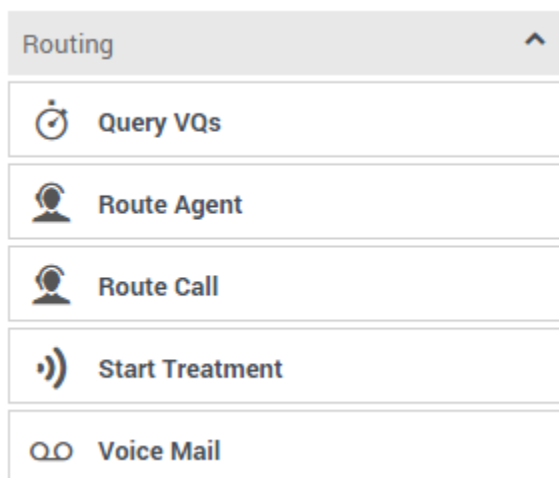 Routing
Query VQs
Route Agent
Route Call
Start Treatment
Voice Mail